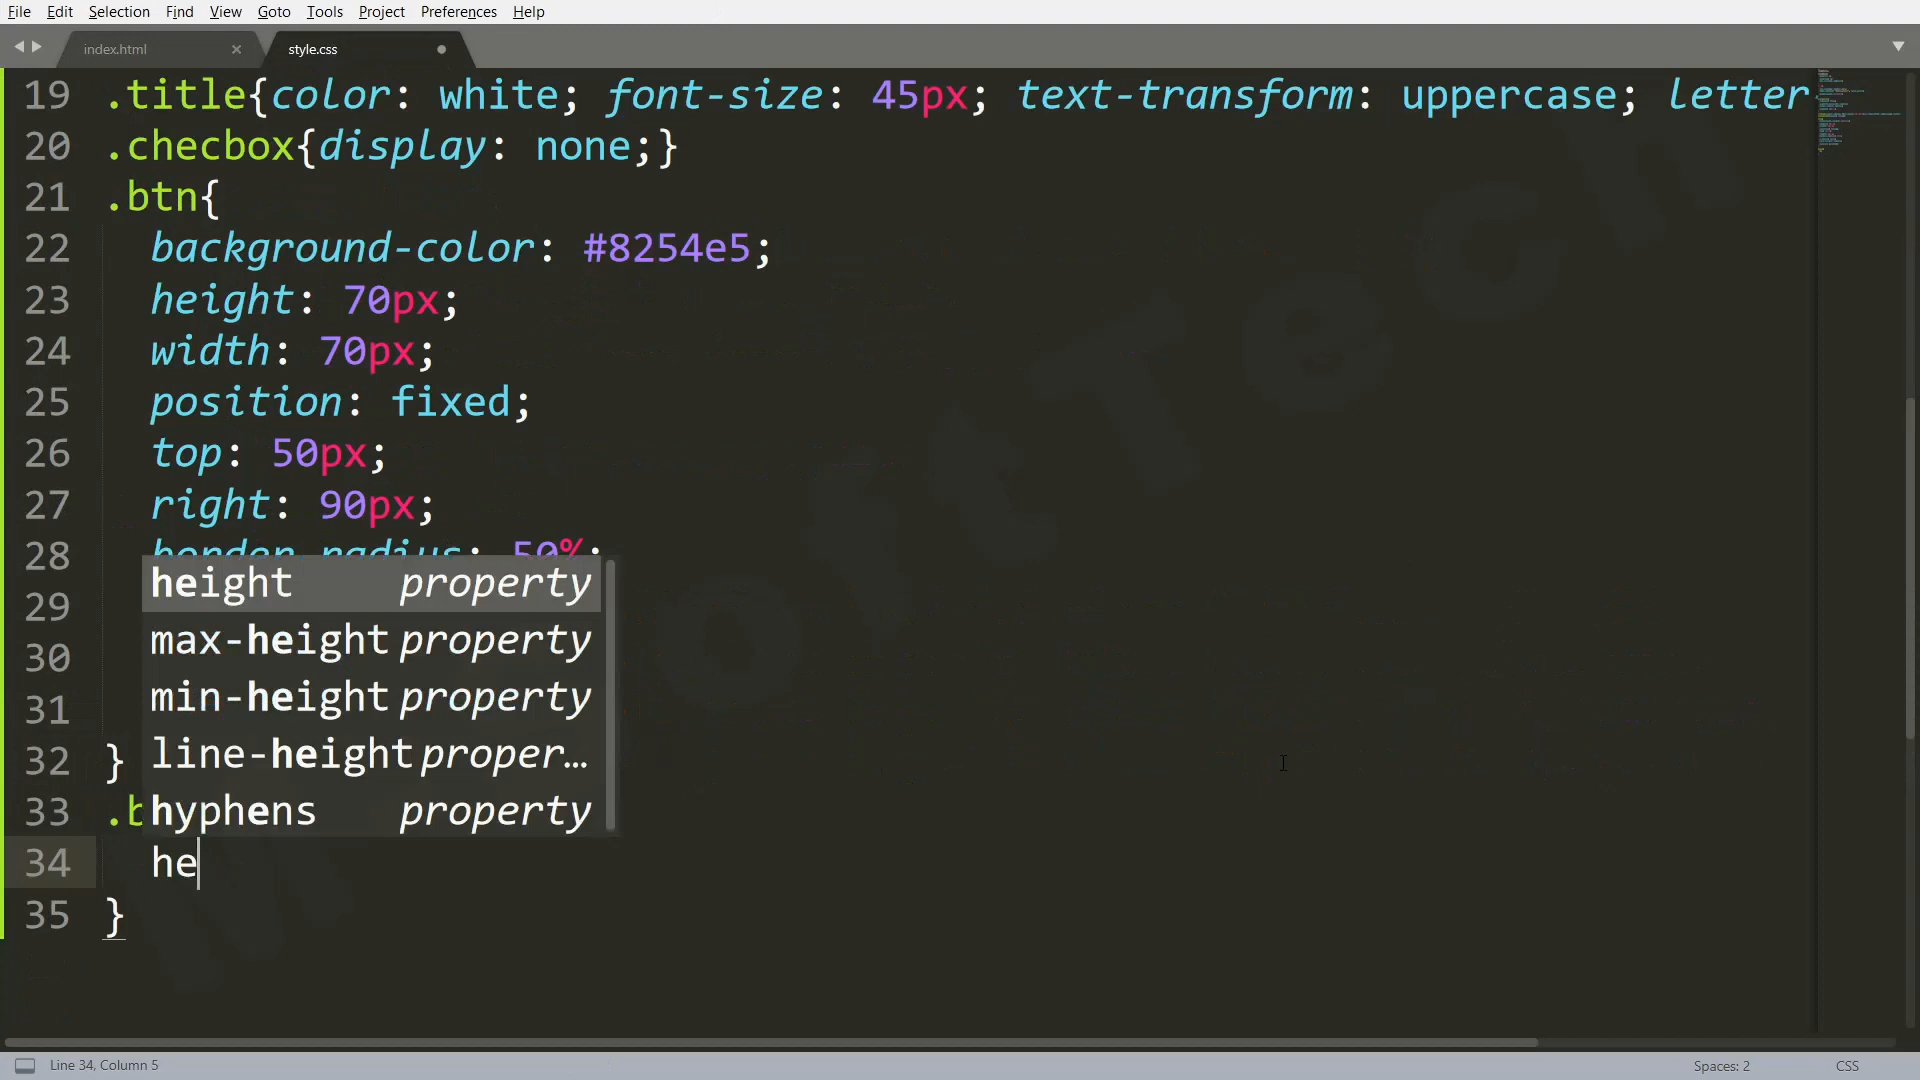 File Edit Selection Find View Goto Tools Project Preferences Help
index.html style.css
19 .title{color: white; font-size: 45px; text-transform: uppercase; letter
20 .checbox{display: none;}
21 .btn{
22 background-color: #8254e5;
23 height: 70px;
24 width: 70px;
25 position: fixed;
26 top: 50px;
27 right: 90px;
28 border-radius: 50%;
29
30
31
32 }
33 .b
34 he
35 }
height property
max-height property
min-height property
line-height proper…
hyphens property
Line 34, Column 5 Spaces: 2 CSS